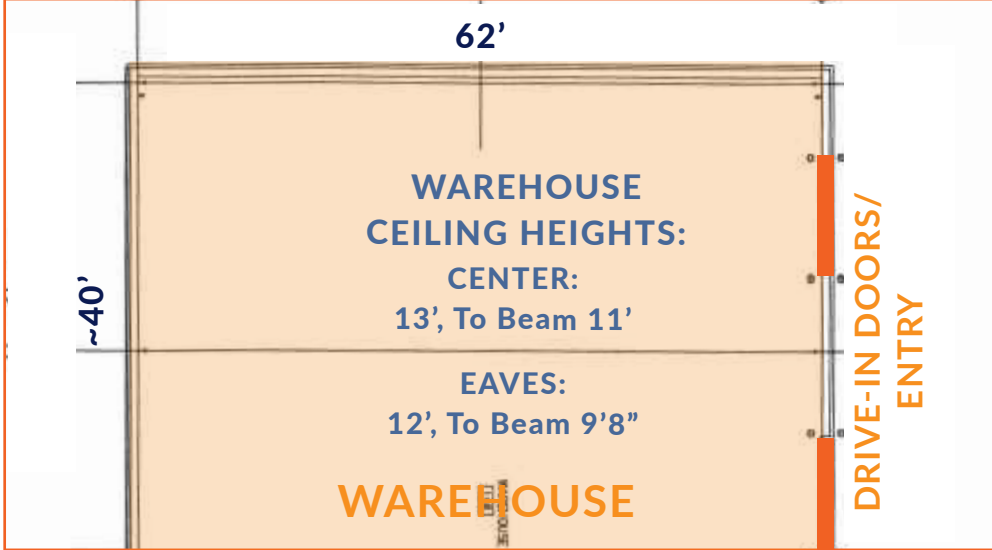 62’
WAREHOUSE
CEILING HEIGHTS:
CENTER:
13’, To Beam 11’
~40’
EAVES:
12’, To Beam 9’8”
WAREHOUSE
DRIVE-IN DOORS/
ENTRY